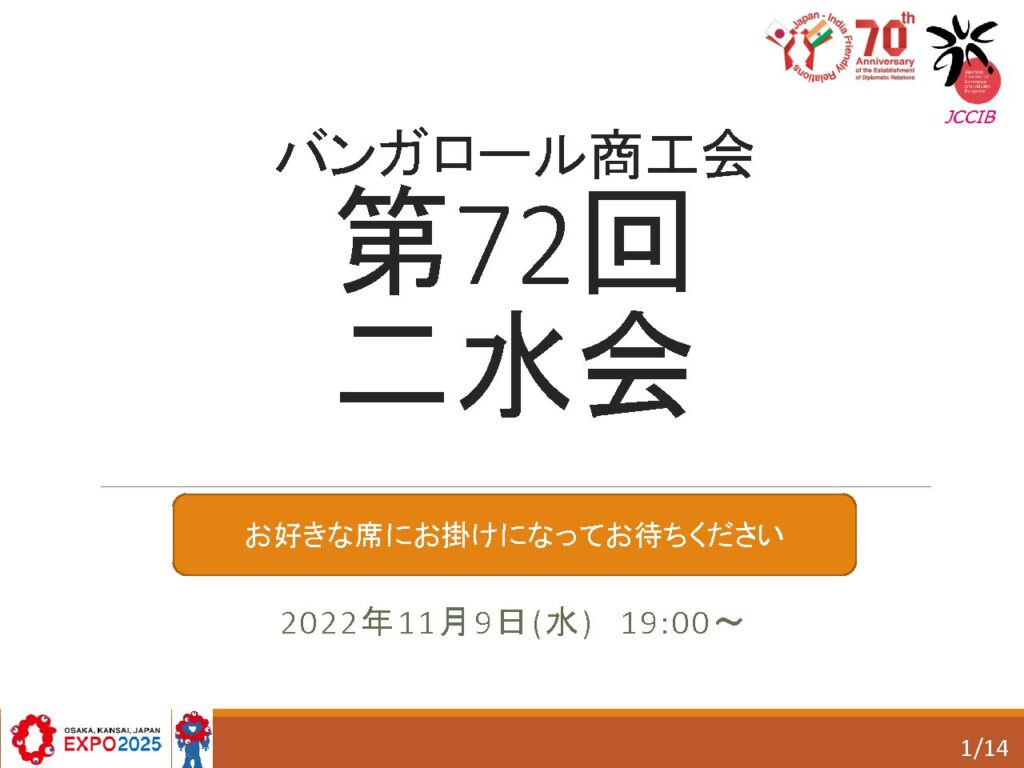 Japan - India Friendly Relations
70th
Anniversary
of the Establishment
of Diplomatic Relations
JCCIB
バンガロール商工会
第72回
二水会
お好きな席にお掛けになってお待ちください
2022年11月9日(水) 19:00～
OSAKA, KANSAI, JAPAN
EXPO2025
1/14